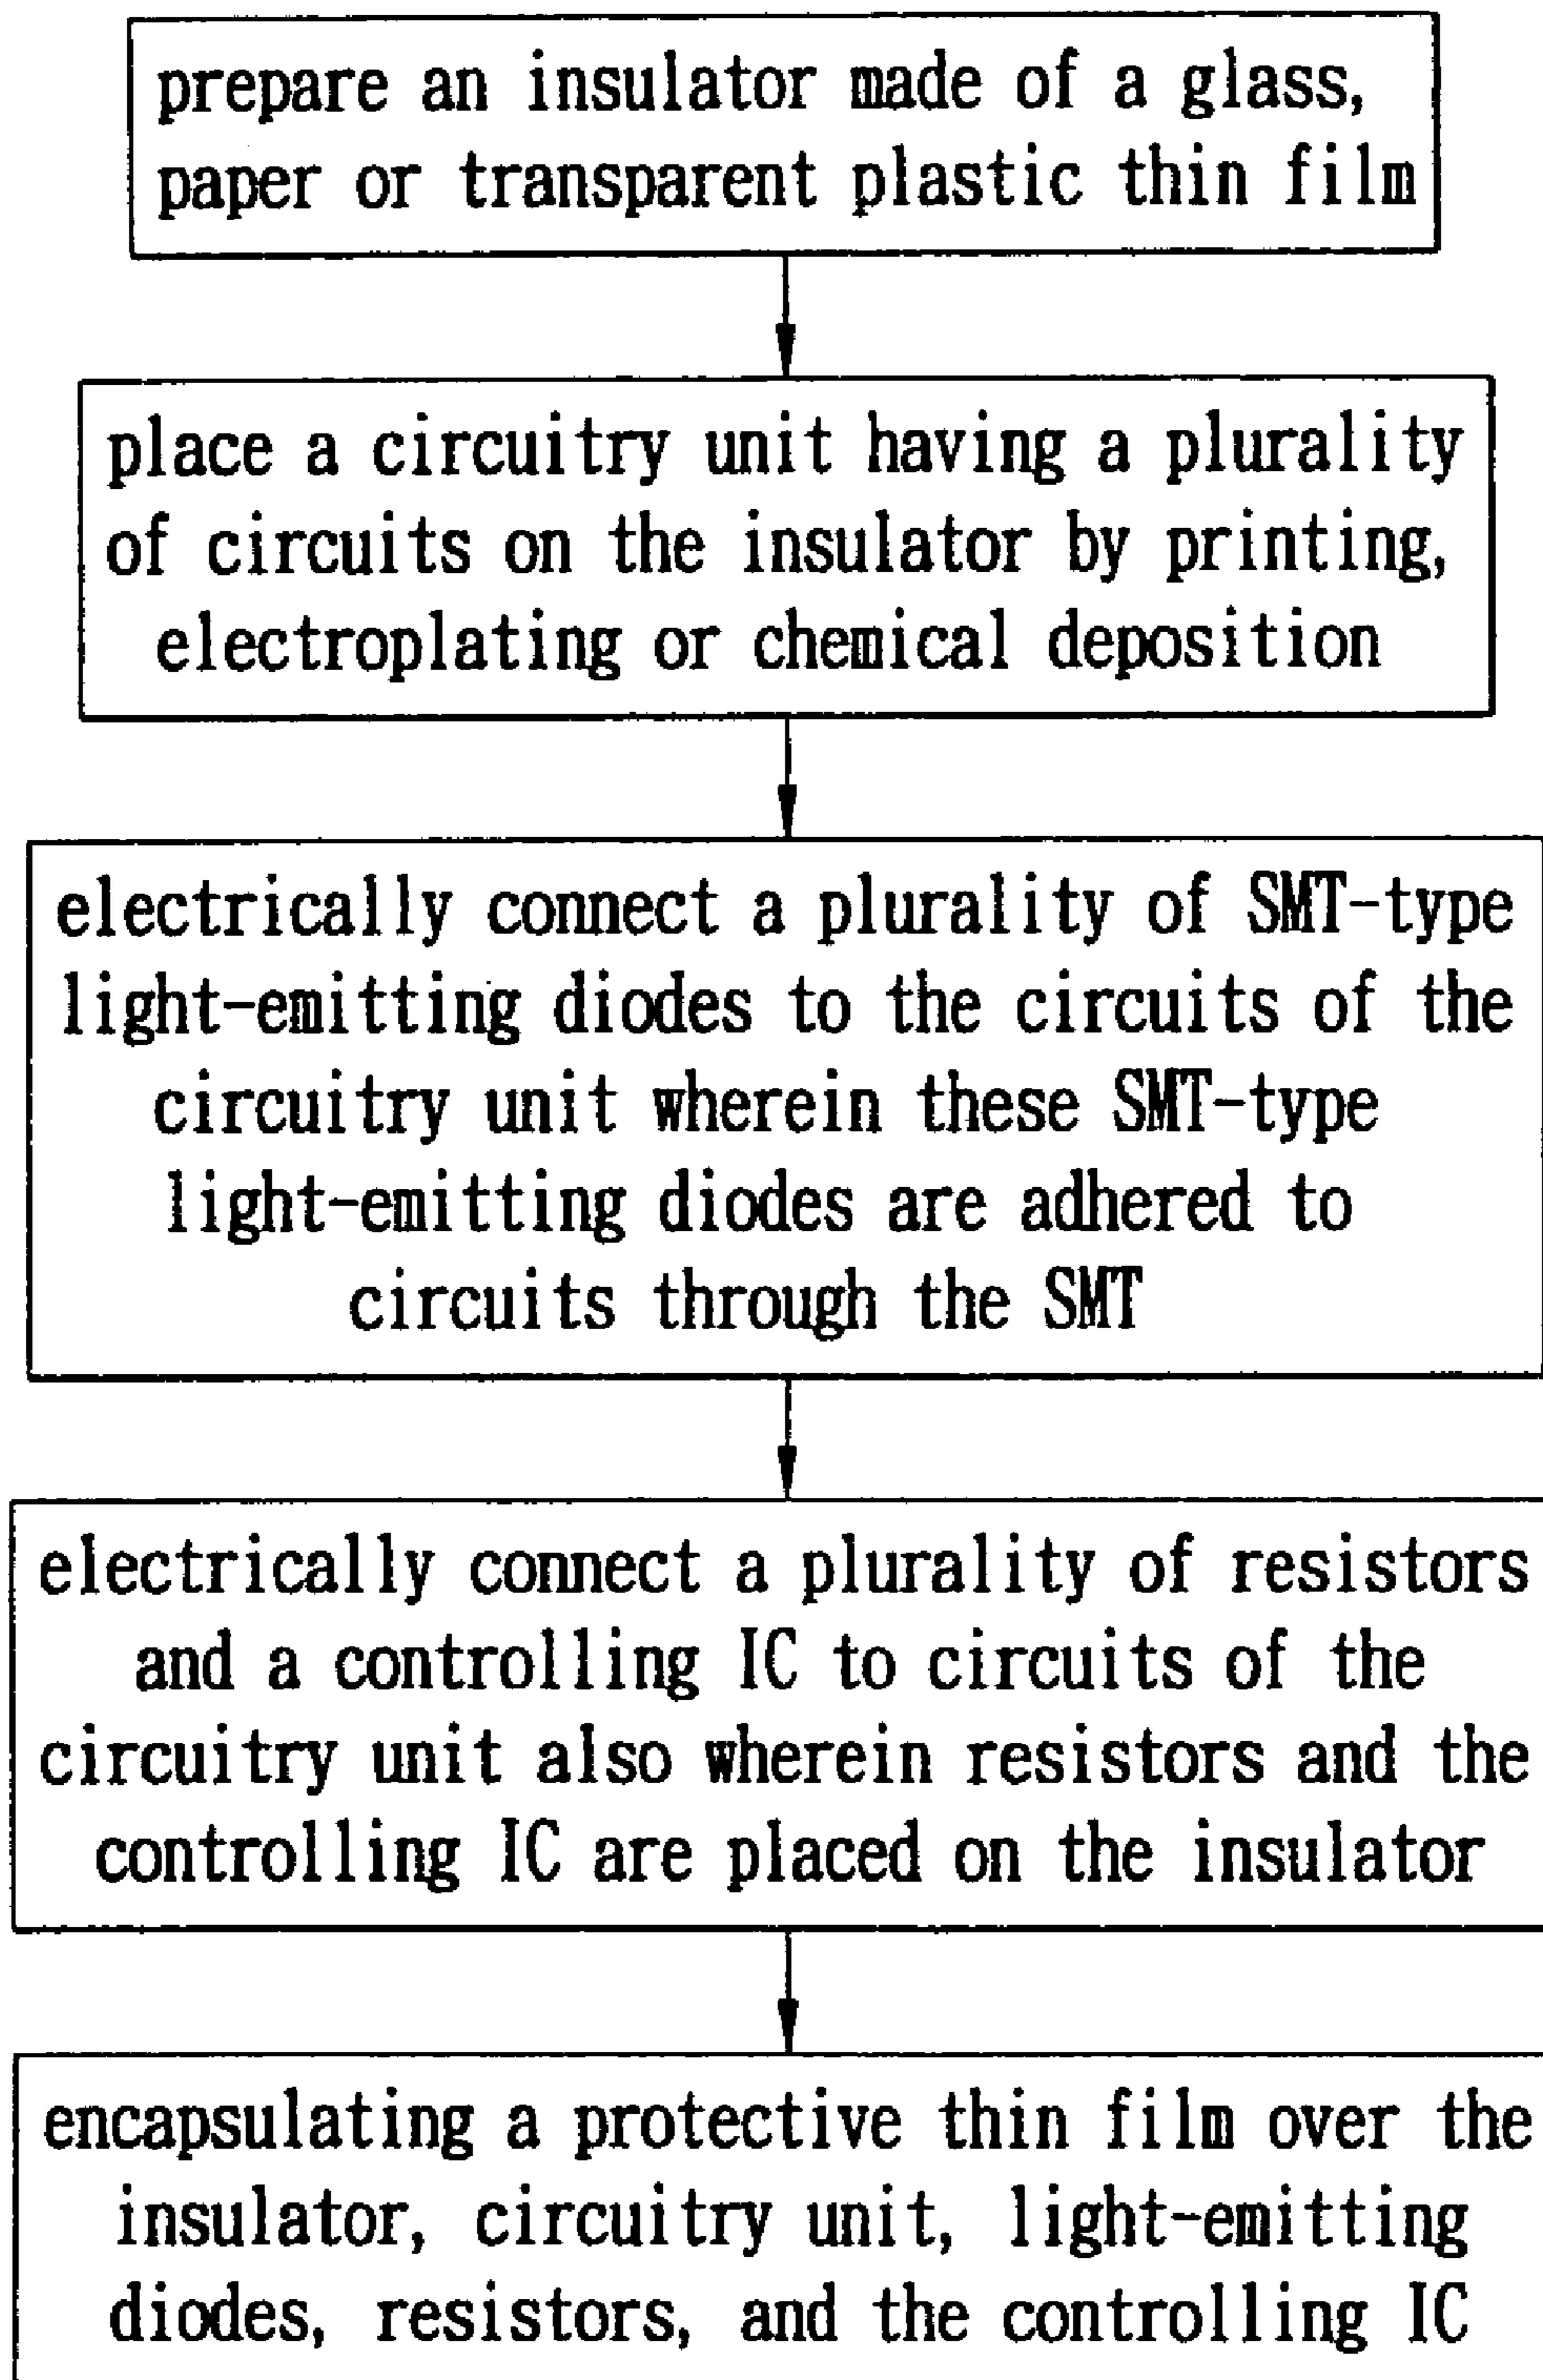 prepare an insulator made of a glass,
paper or transparent plastic thin film
place a circuitry unit having a plurality
of circuits on the insulator by printing,
electroplating or chemical deposition
electrically connect a plurality of SMT-type
light-emitting diodes to the circuits of the
circuitry unit wherein these SMT-type
light-emitting diodes are adhered to
circuits through the SMT
electrically connect a plurality of resistors
and a controlling IC to circuits of the
circuitry unit also wherein resistors and the
controlling IC are placed on the insulator
encapsulating a protective thin film over the
insulator, circuitry unit, light-emitting
diodes, resistors, and the controlling IC